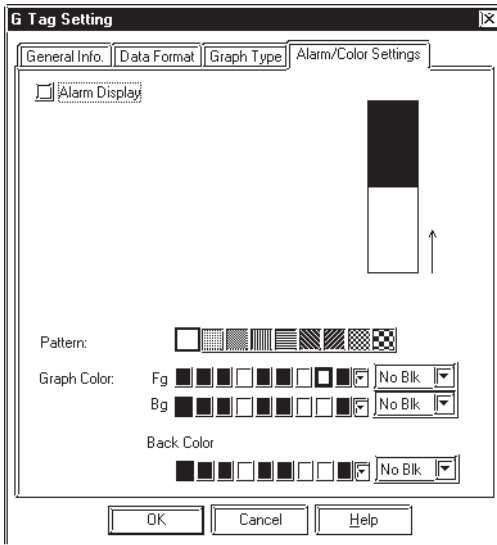 G Tag Setting
General Info. Data Format Graph Type Alarm/Color Settings
Alarm Display
Pattern:
Graph Color: Fg No Blk
Bg No Blk
Back Color
No Blk
OK Cancel Help